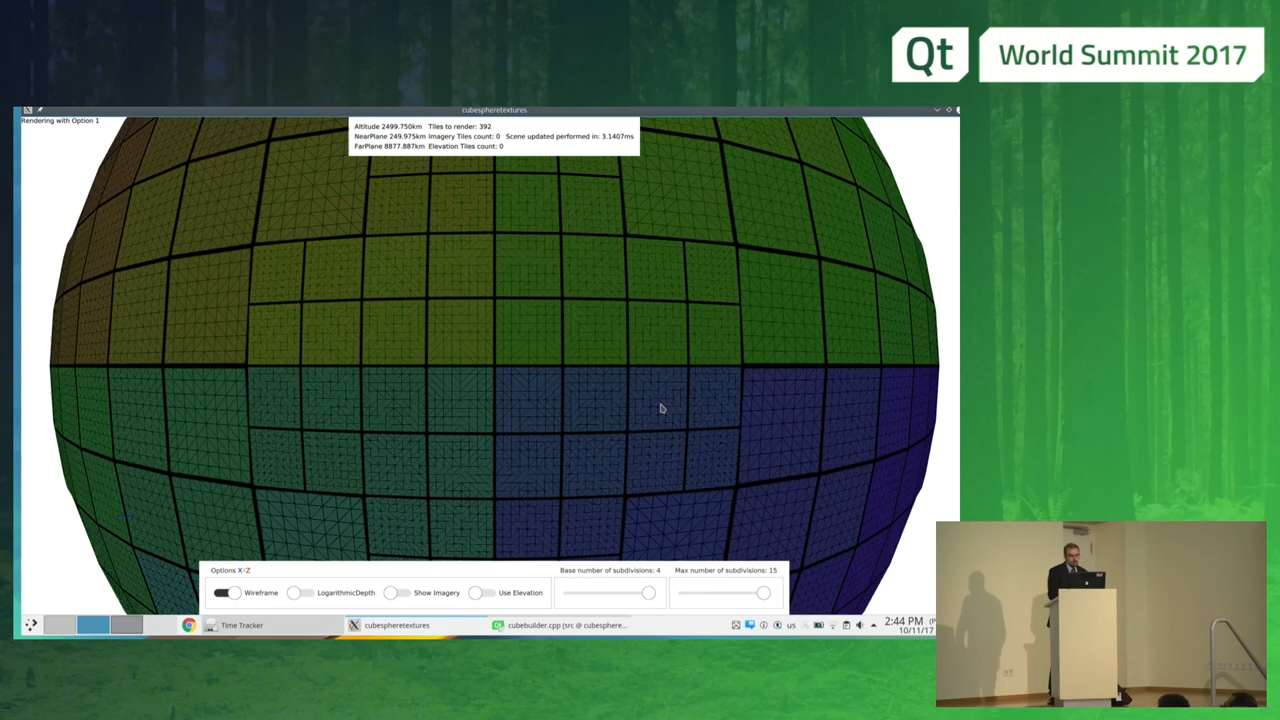 Qt World Summit 2017
cubespheretextures
Rendering with Option 1
Altitude 2499.750km Tiles to render: 392
NearPlane 249.975km Imagery Tiles count: 0 Scene updated performed in: 3.1407ms
FarPlane 8877.887km Elevation Tiles count: 0
Options XYZ
Base number of subdivisions: 4
Max number of subdivisions: 15
Wireframe
LogarithmicDepth
Show Imagery
Use Elevation
Time Tracker
cubespheretextures
cubebuilder.cpp (src @ cubesphere...
us
2:44 PM (P
10/11/17